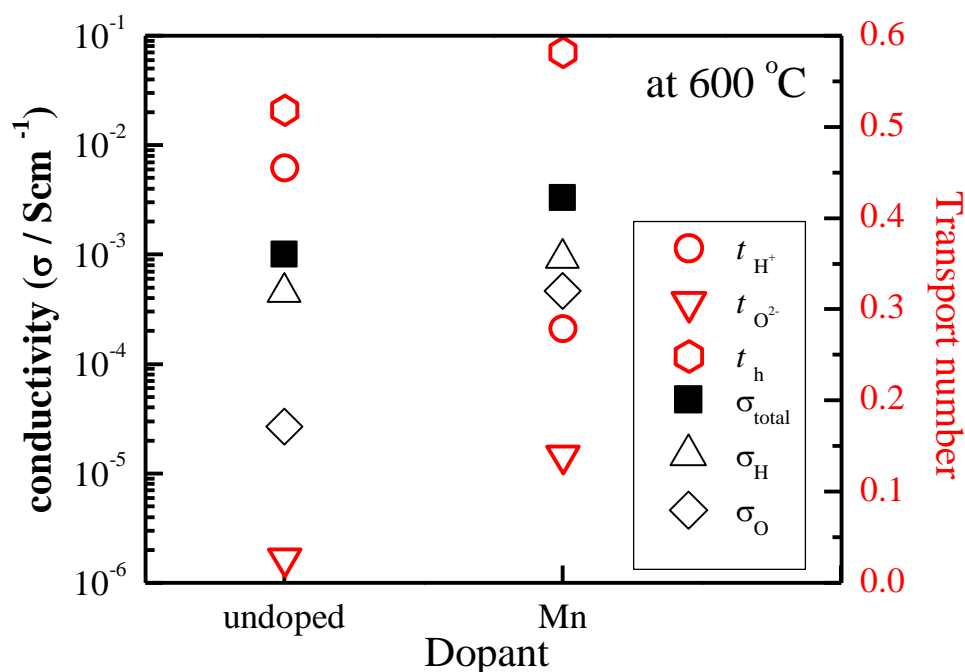 10⁻¹
10⁻²
10⁻³
10⁻⁴
10⁻⁵
10⁻⁶
conductivity (σ / Scm ⁻¹)
at 600 °C
t H⁺
t O²⁻
t h
σtotal
σH
σO
0.6
0.5
0.4
0.3
0.2
0.1
0.0
Transport number
undoped Mn
Dopant